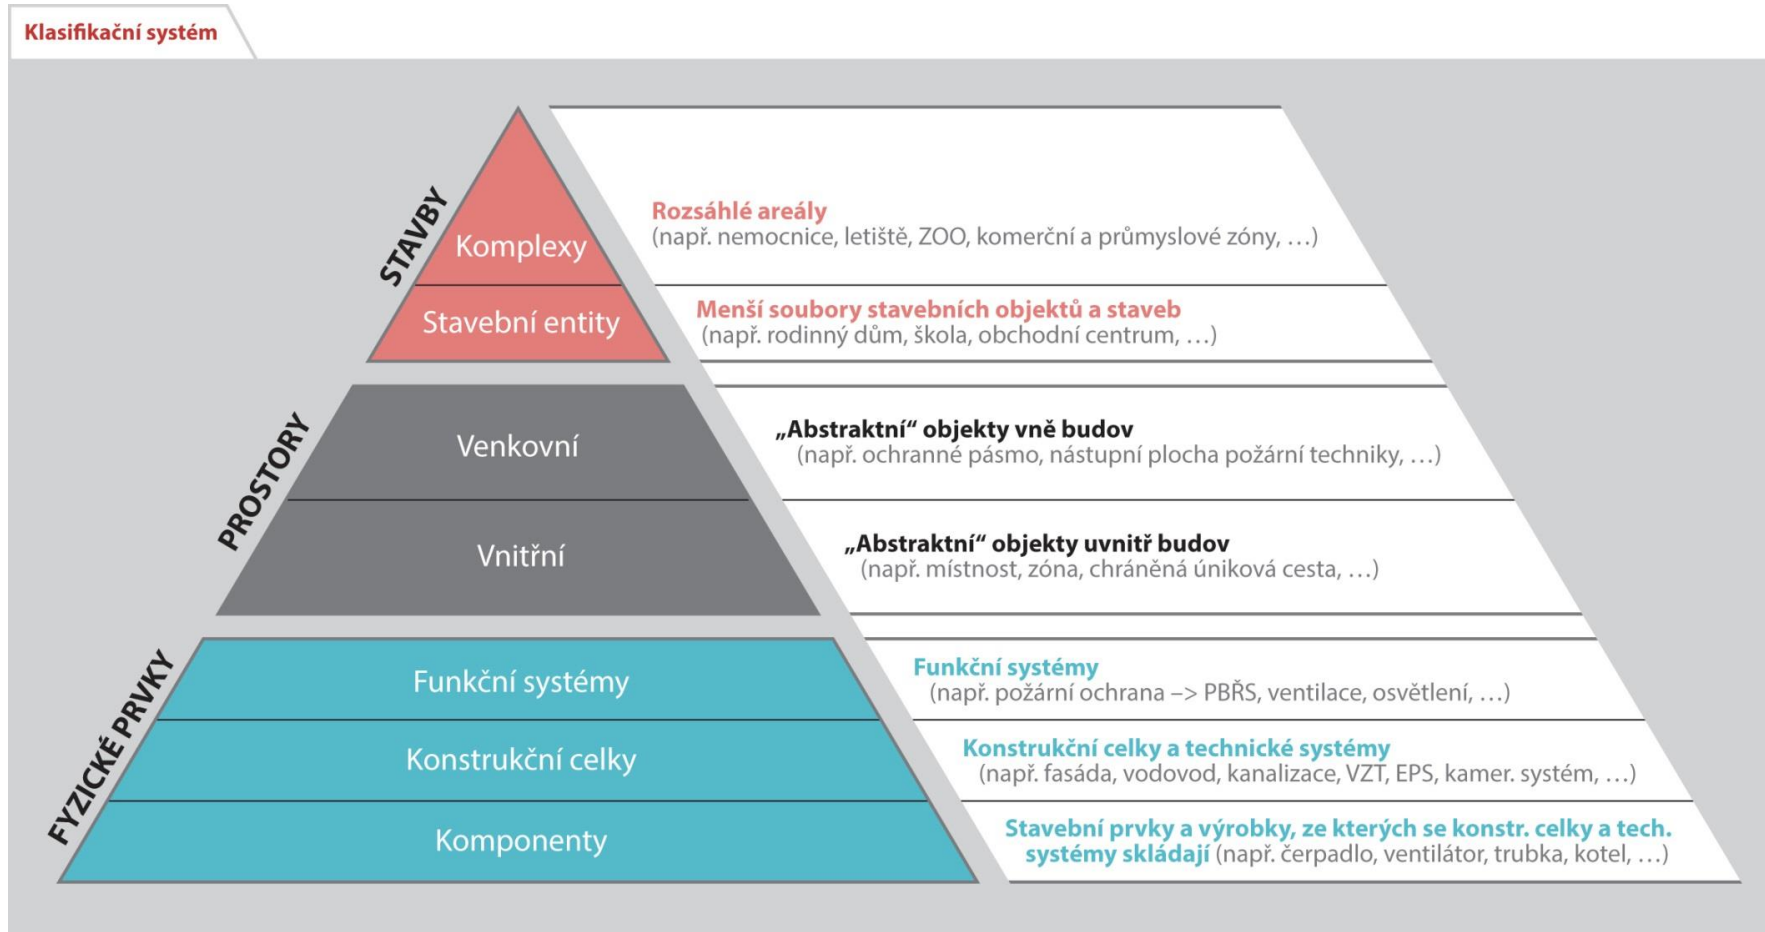 Klasifikační systém
STAVBY
Komplexy
Rozsáhlé areály
(např. nemocnice, letiště, ZOO, komerční a průmyslové zóny, …)
Stavební entity
Menší soubory stavebních objektů a staveb
(např. rodinný dům, škola, obchodní centrum, …)
PROSTORY
Venkovní
„Abstraktní“ objekty vně budov
(např. ochranné pásmo, nástupní plocha požární techniky, …)
Vnitřní
„Abstraktní“ objekty uvnitř budov
(např. místnost, zóna, chráněná úniková cesta, …)
FYZICKÉ PRVKY
Funkční systémy
Funkční systémy
(např. požární ochrana –> PBŘS, ventilace, osvětlení, …)
Konstrukční celky
Konstrukční celky a technické systémy
(např. fasáda, vodovod, kanalizace, VZT, EPS, kamer. systém, …)
Komponenty
Stavební prvky a výrobky, ze kterých se konstr. celky a tech.
systémy skládají (např. čerpadlo, ventilátor, trubka, kotel, …)